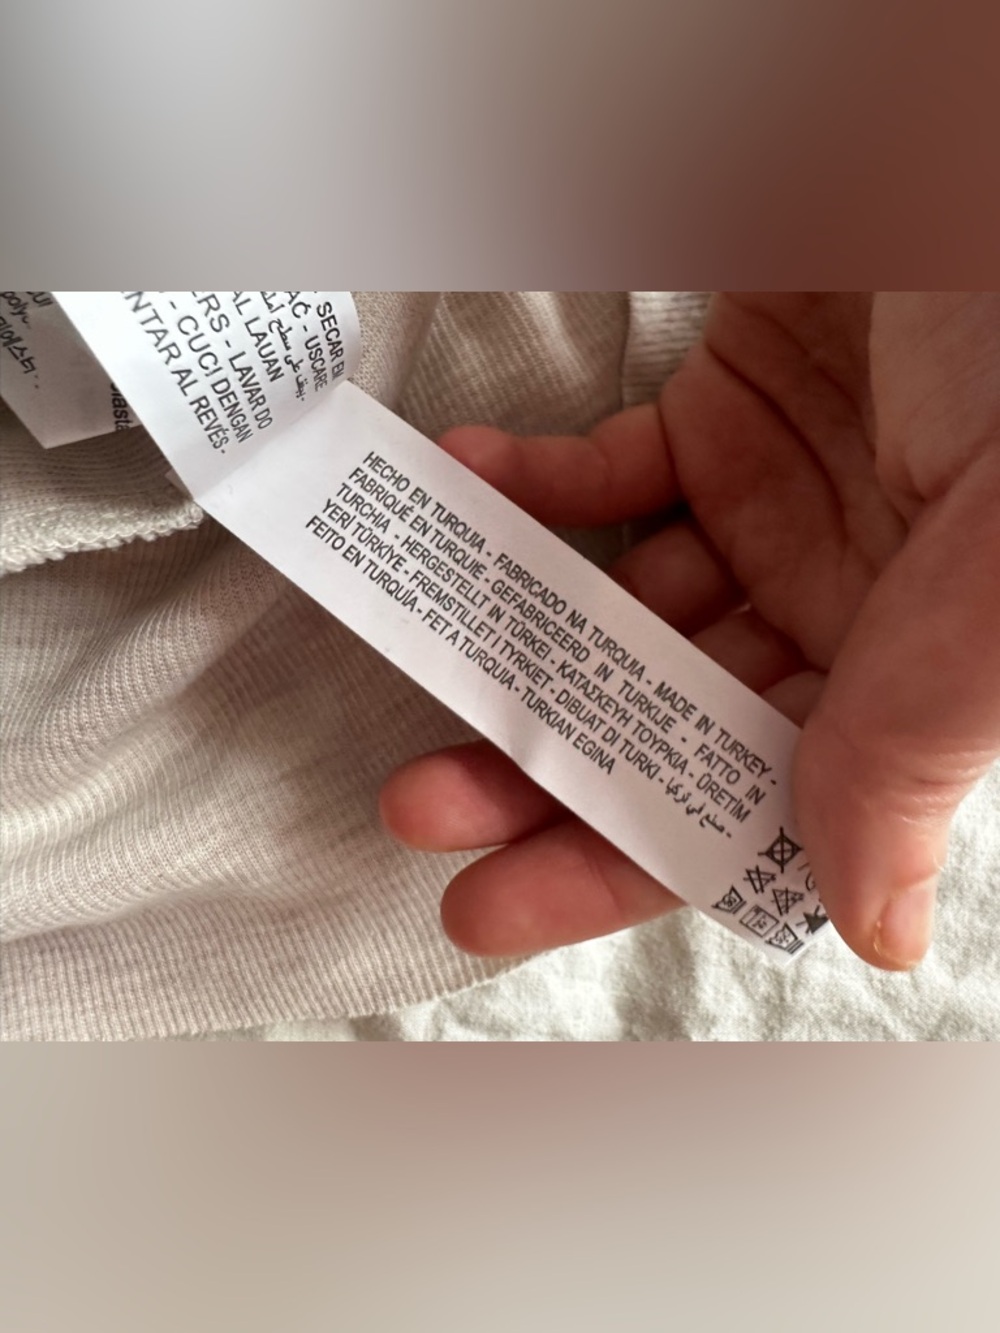 SECAR EN
- USCARE
AL LAUAN
ERS - LAVAR DO
- CUCI DENGAN
AL REVÉS -
HECHO EN TURQUIA - FABRICADO NA TURQUIA - MADE IN TURKEY -
FABRIQUÉ EN TURQUIE - GEFABRICEERD IN TURKIJE - FATTO IN
TURCHIA - HERGESTELLT IN TÜRKEI - ΚΑΤΑΣΚΕΥΗ ΤΟΥΡΚΙΑ - ÜRETİM
YERİ TÜRKİYE - FREMSTILLET I TYRKIET - DIBUAT DI TURKI - صنع في تركيا -
FEITO EN TURQUÍA - FET A TURQUIA - TURKIAN EGINA